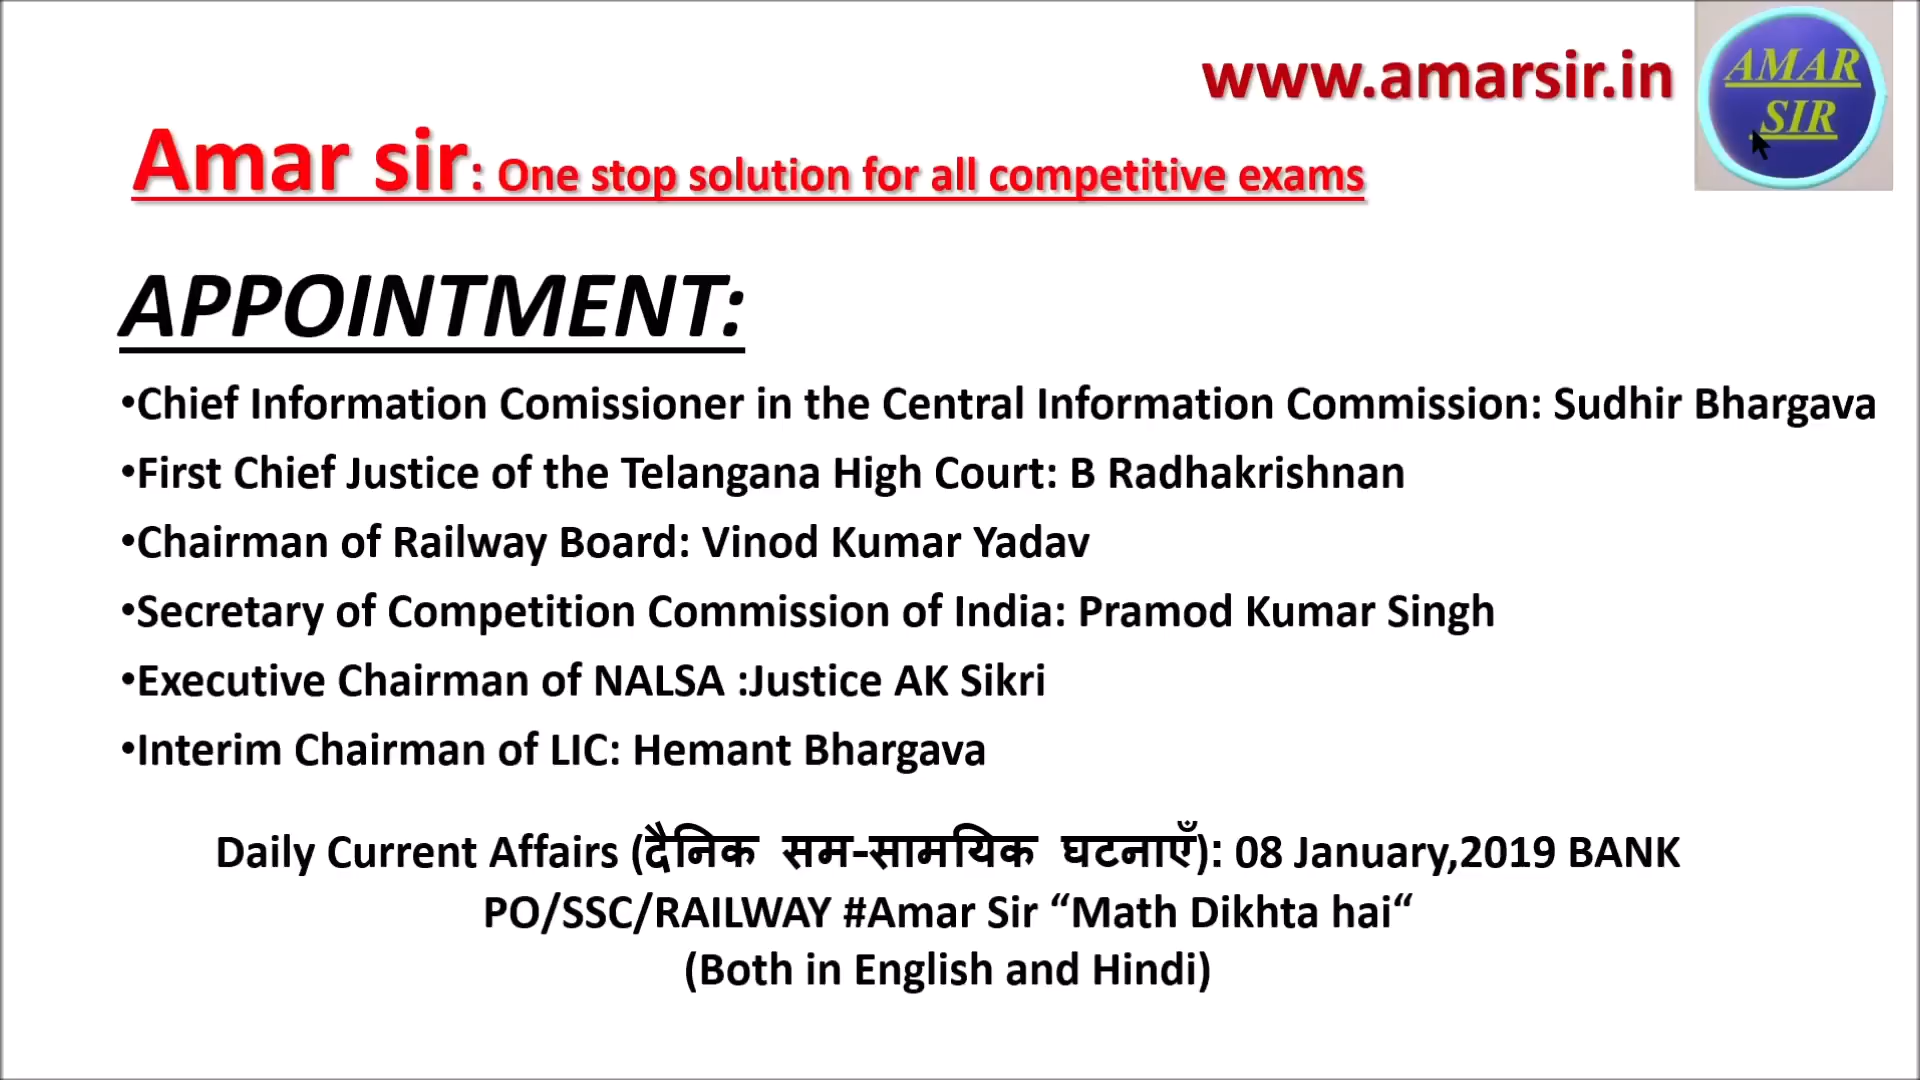 www.amarsir.in
AMAR
SIR
Amar sir: One stop solution for all competitive exams
APPOINTMENT:
•Chief Information Comissioner in the Central Information Commission: Sudhir Bhargava
•First Chief Justice of the Telangana High Court: B Radhakrishnan
•Chairman of Railway Board: Vinod Kumar Yadav
•Secretary of Competition Commission of India: Pramod Kumar Singh
•Executive Chairman of NALSA :Justice AK Sikri
•Interim Chairman of LIC: Hemant Bhargava
Daily Current Affairs (दैनिक सम-सामयिक घटनाएँ): 08 January,2019 BANK
PO/SSC/RAILWAY #Amar Sir “Math Dikhta hai“
(Both in English and Hindi)